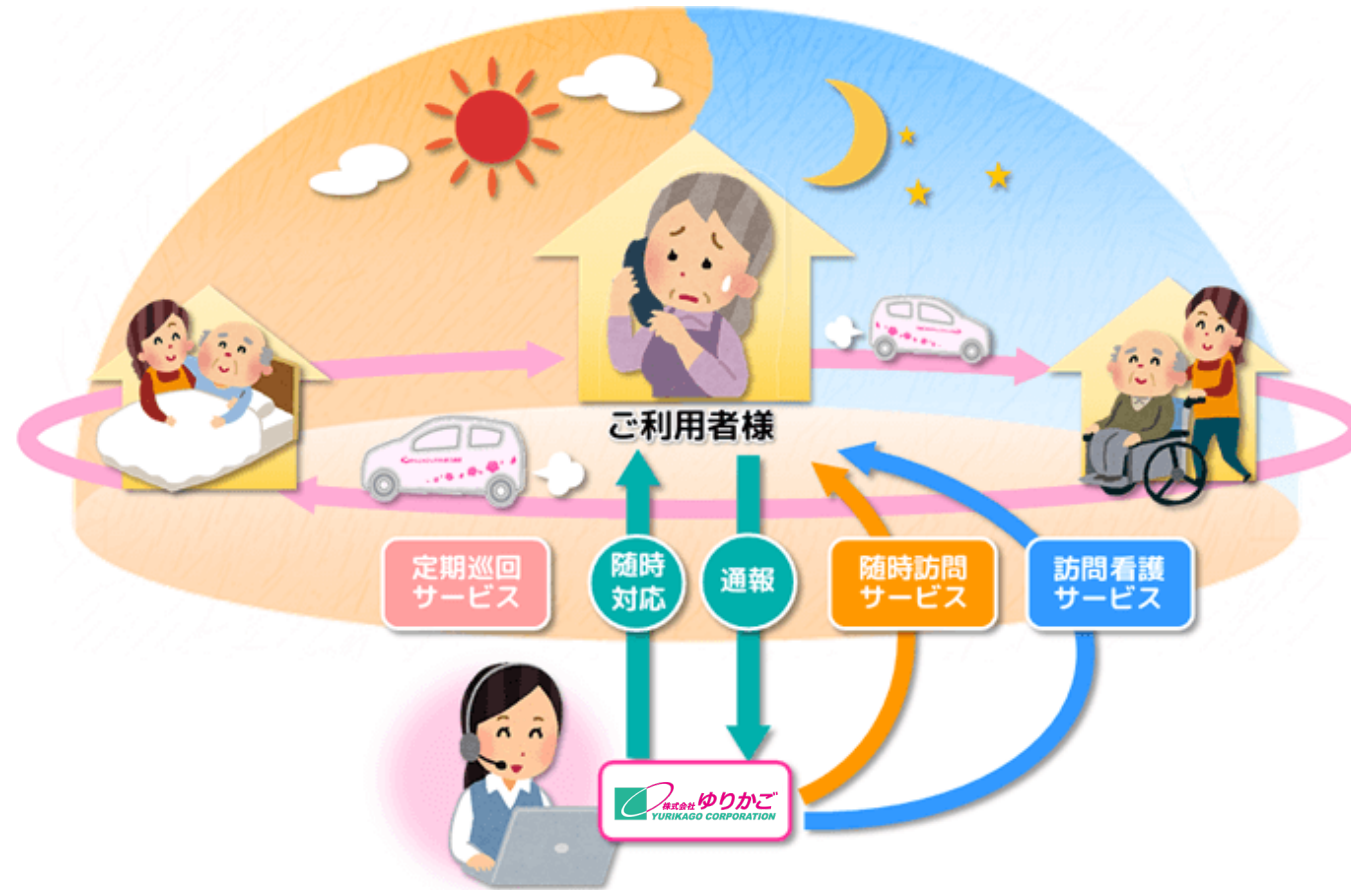 ご利用者様
定期巡回
サービス
随時
対応
通報
随時訪問
サービス
訪問看護
サービス
株式会社ゆりかご
YURIKAGO CORPORATION